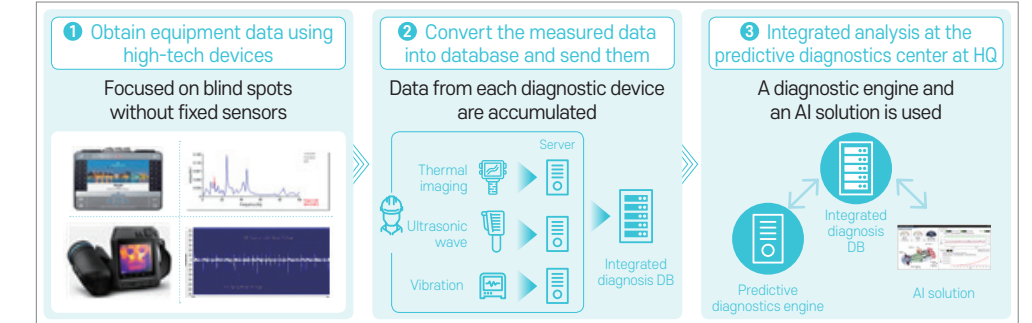 1 Obtain equipment data using
high-tech devices
Focused on blind spots
without fixed sensors
2 Convert the measured data
into database and send them
Data from each diagnostic device
are accumulated
Server
Thermal
imaging
Ultrasonic
wave
Vibration
Integrated
diagnosis DB
3 Integrated analysis at the
predictive diagnostics center at HQ
A diagnostic engine and
an AI solution is used
Integrated
diagnosis
DB
Predictive
diagnostics engine
AI solution